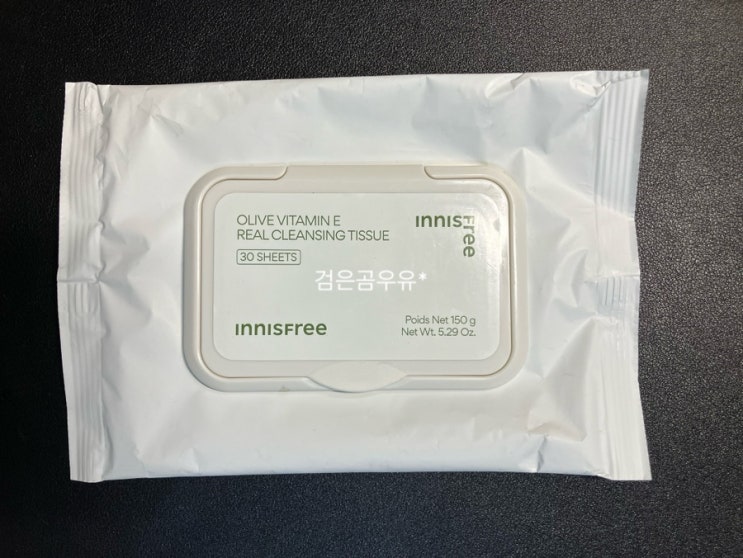 OLIVE VITAMIN E
REAL CLEANSING TISSUE
30 SHEETS
INNISFree
검은곰우유*
INNISFree
Poids Net 150 g
Net Wt. 5.29 Oz.